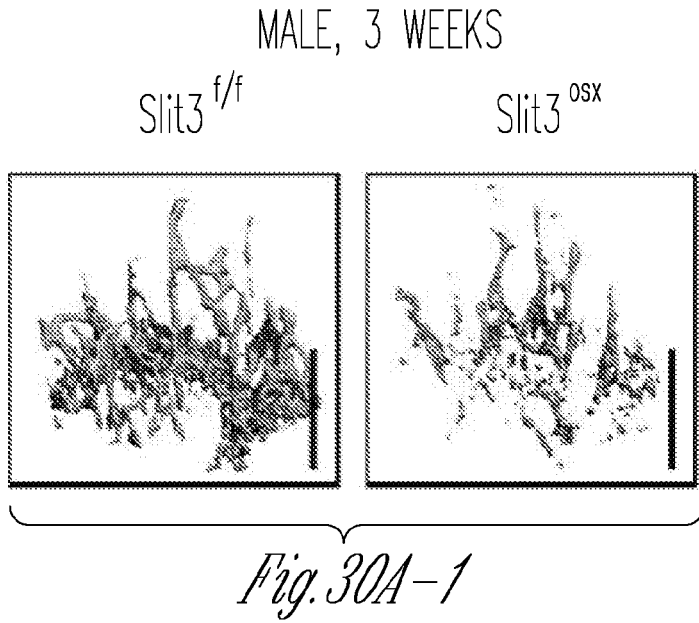 MALE, 3 WEEKS
Slit3 f/f
Slit3 osx
Fig. 30A-1